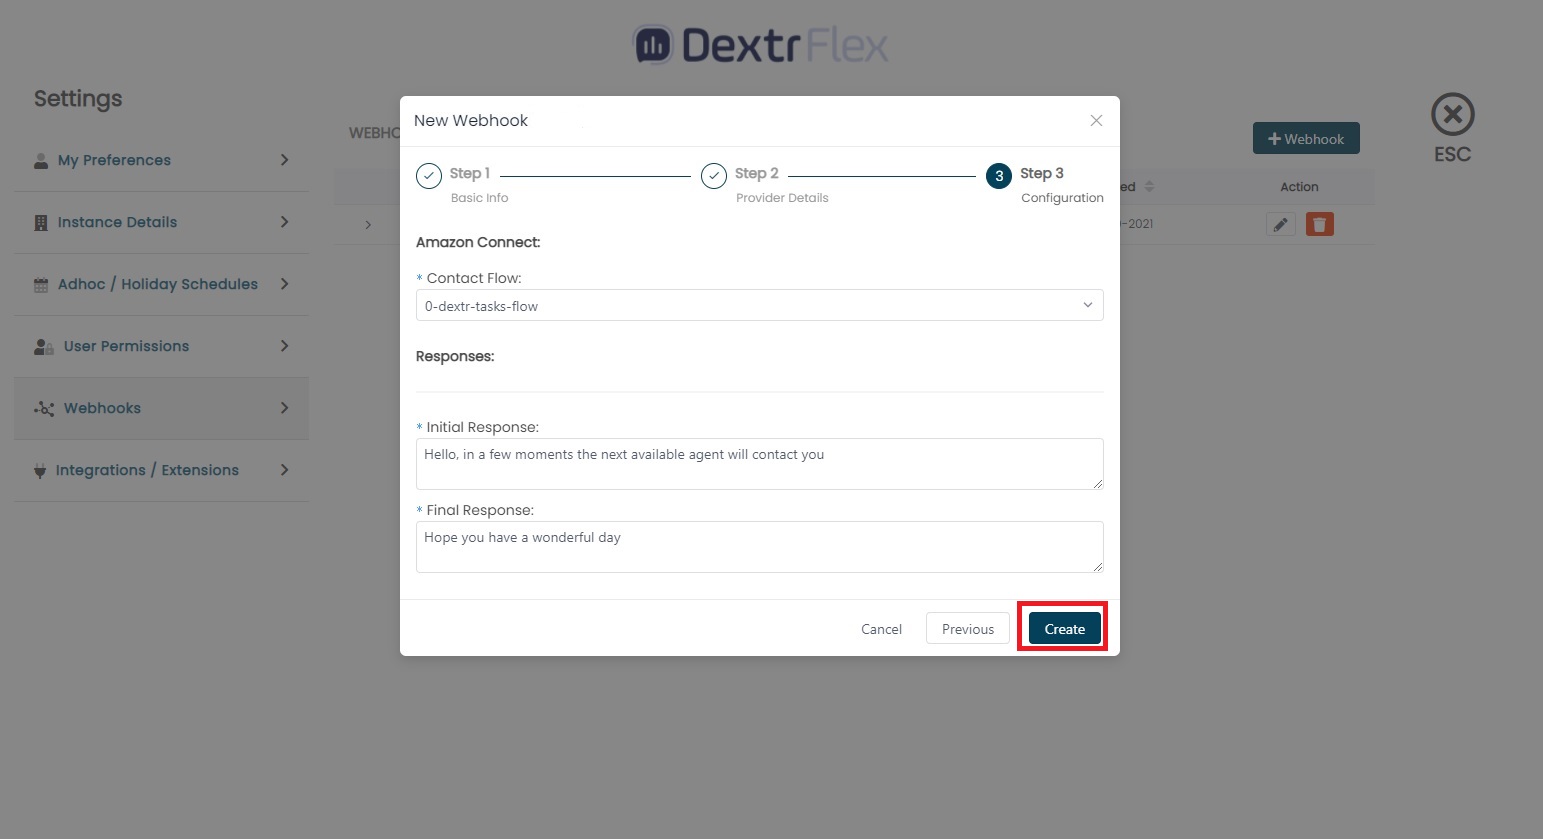 DextrFlex
Settings
My Preferences
Instance Details
Adhoc / Holiday Schedules
User Permissions
Webhooks
Integrations / Extensions
WEBHO
Webhook
ESC
ed
Action
-2021
New Webhook
Step 1
Basic Info
Step 2
Provider Details
3
Step 3
Configuration
Amazon Connect:
* Contact Flow:
0-dextr-tasks-flow
Responses:
* Initial Response:
Hello, in a few moments the next available agent will contact you
* Final Response:
Hope you have a wonderful day
Cancel
Previous
Create